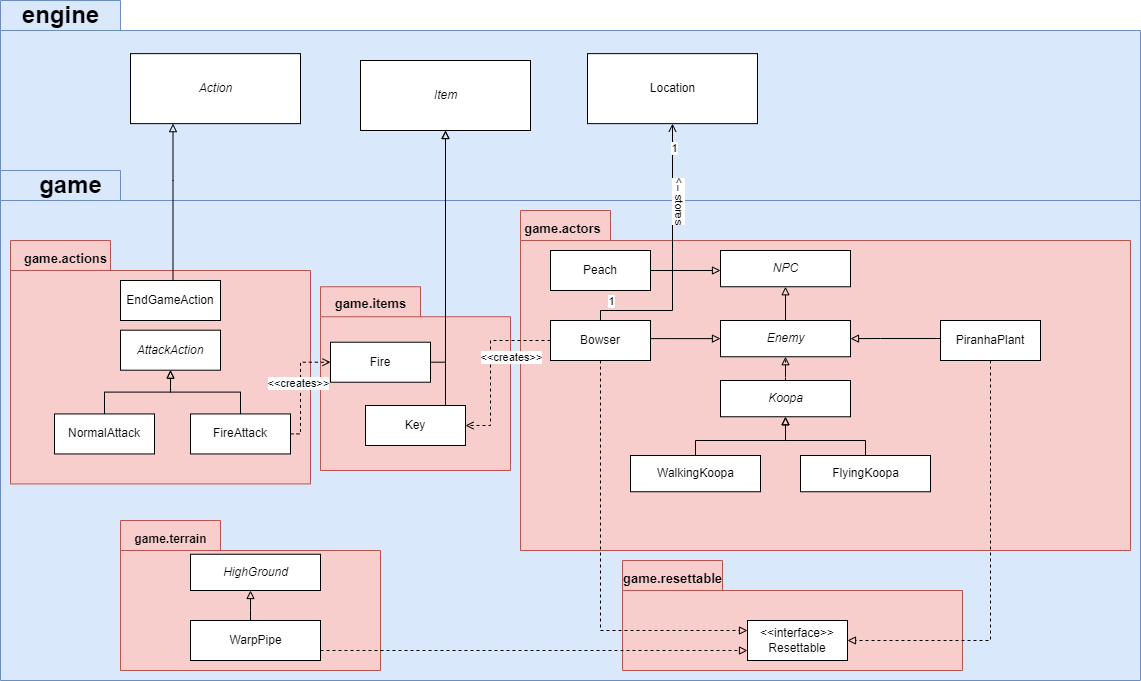 engine
Action
Item
Location
1
<-- stores
game
game.actions
EndGameAction
AttackAction
NormalAttack
FireAttack
<<creates>>
game.items
Fire
Key
<<creates>>
game.actors
Peach
NPC
1
Bowser
Enemy
PiranhaPlant
Koopa
WalkingKoopa
FlyingKoopa
game.terrain
HighGround
WarpPipe
game.resettable
<<interface>>
Resettable